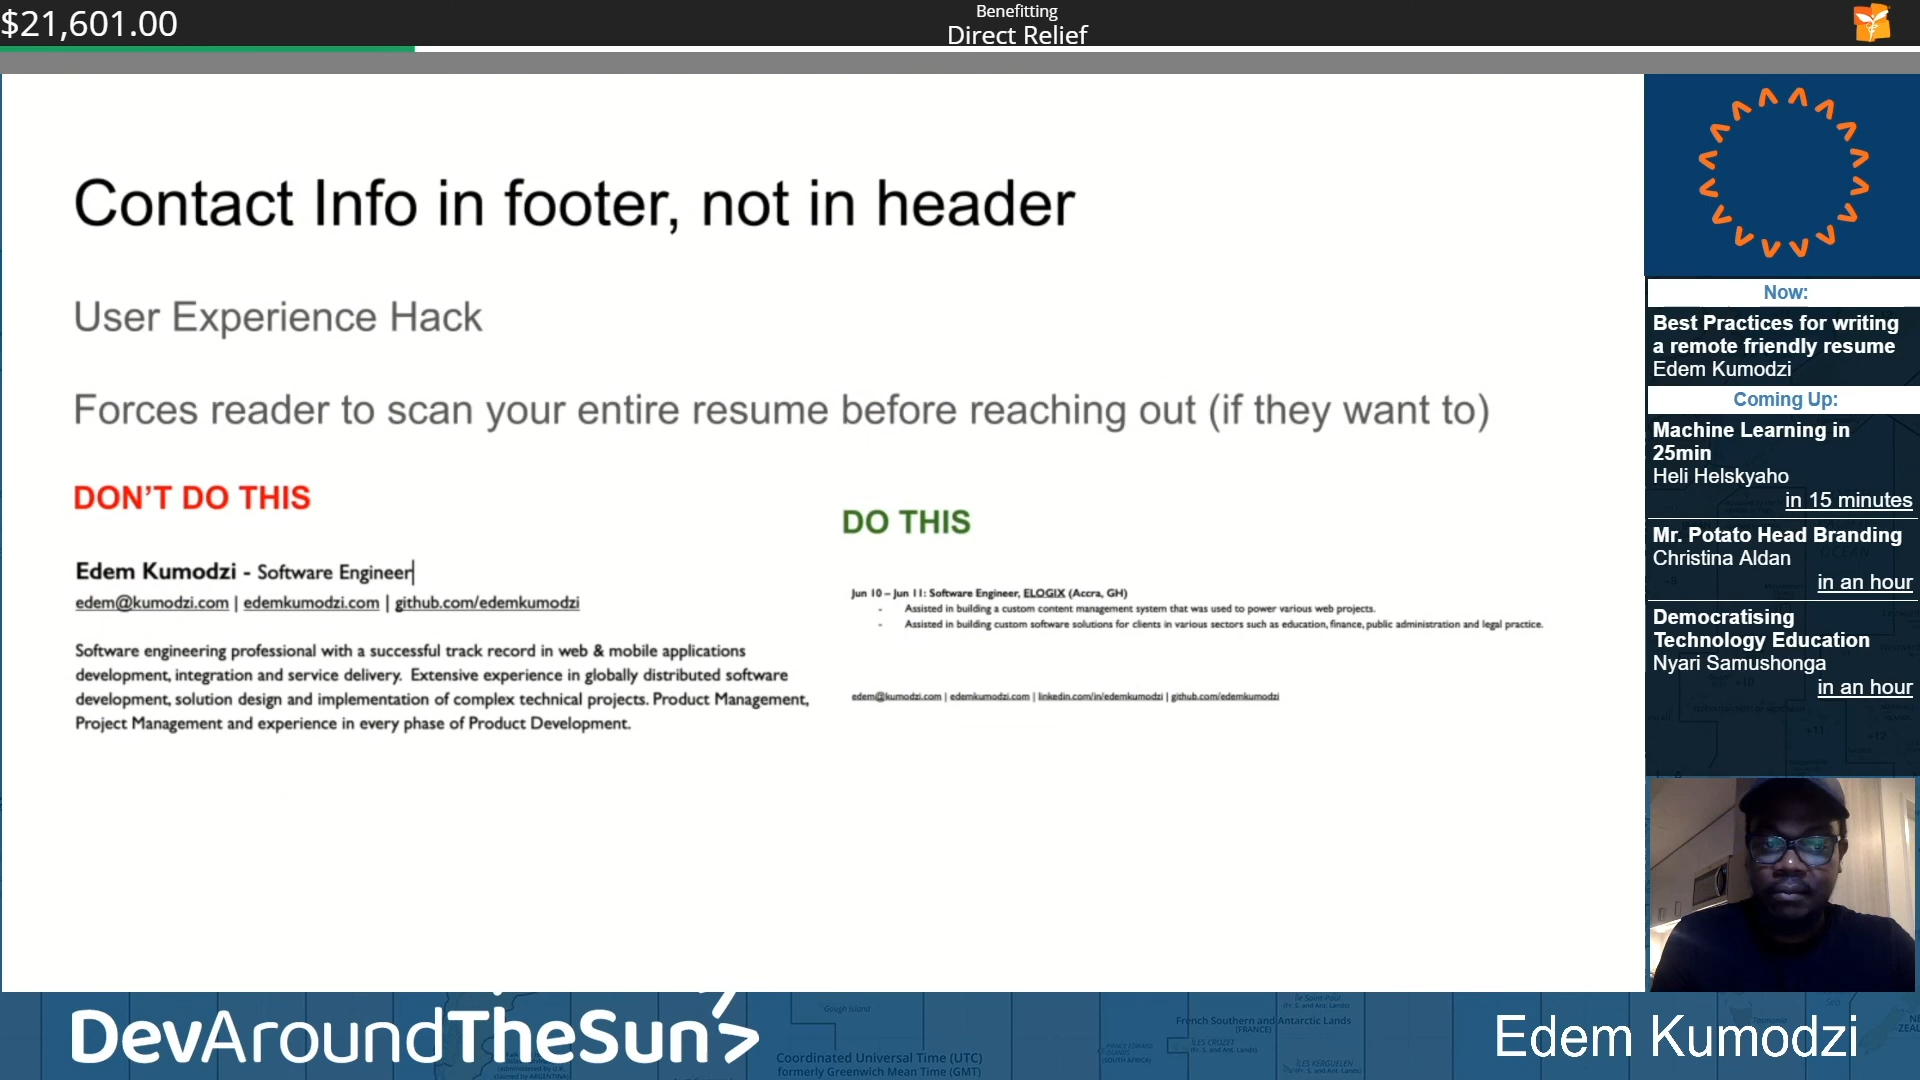 $21,601.00
Benefitting
Direct Relief
Contact Info in footer, not in header
User Experience Hack
Forces reader to scan your entire resume before reaching out (if they want to)
DON'T DO THIS
Edem Kumodzi - Software Engineer
edem@kumodzi.com | edemkumodzi.com | github.com/edemkumodzi
Software engineering professional with a successful track record in web & mobile applications
development, integration and service delivery. Extensive experience in globally distributed software
development, solution design and implementation of complex technical projects. Product Management,
Project Management and experience in every phase of Product Development.
DO THIS
Jun 10 – Jun 11: Software Engineer, ELOGIX (Accra, GH)
- Assisted in building a custom content management system that was used to power various web projects.
- Assisted in building custom software solutions for clients in various sectors such as education, finance, public administration and legal practice.
edem@kumodzi.com | edemkumodzi.com | linkedin.com/in/edemkumodzi | github.com/edemkumodzi
Now:
Best Practices for writing
a remote friendly resume
Edem Kumodzi
Coming Up:
Machine Learning in
25min
Heli Helskyaho
in 15 minutes
Mr. Potato Head Branding
Christina Aldan
in an hour
Democratising
Technology Education
Nyari Samushonga
in an hour
DevAroundTheSun
Gough Island
Coordinated Universal Time (UTC)
formerly Greenwich Mean Time (GMT)
French Southern and Antarctic Lands
(FRANCE)
Edem Kumodzi